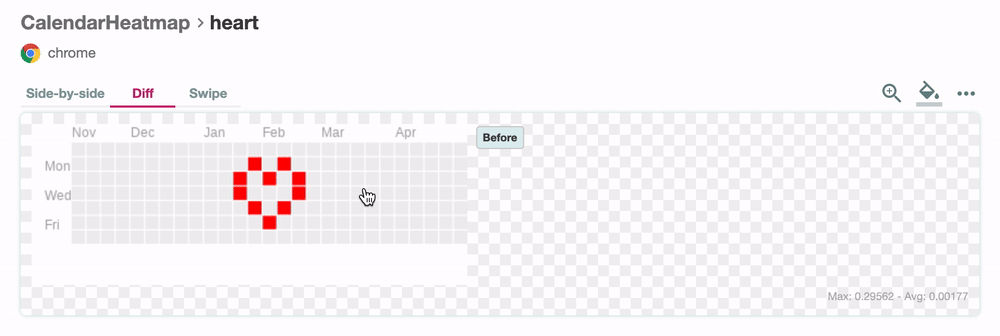 CalendarHeatmap > heart
chrome
Side-by-side Diff Swipe
Nov Dec Jan Feb Mar Apr
Before
Mon
Wed
Fri
Max: 0.29562 - Avg: 0.00177